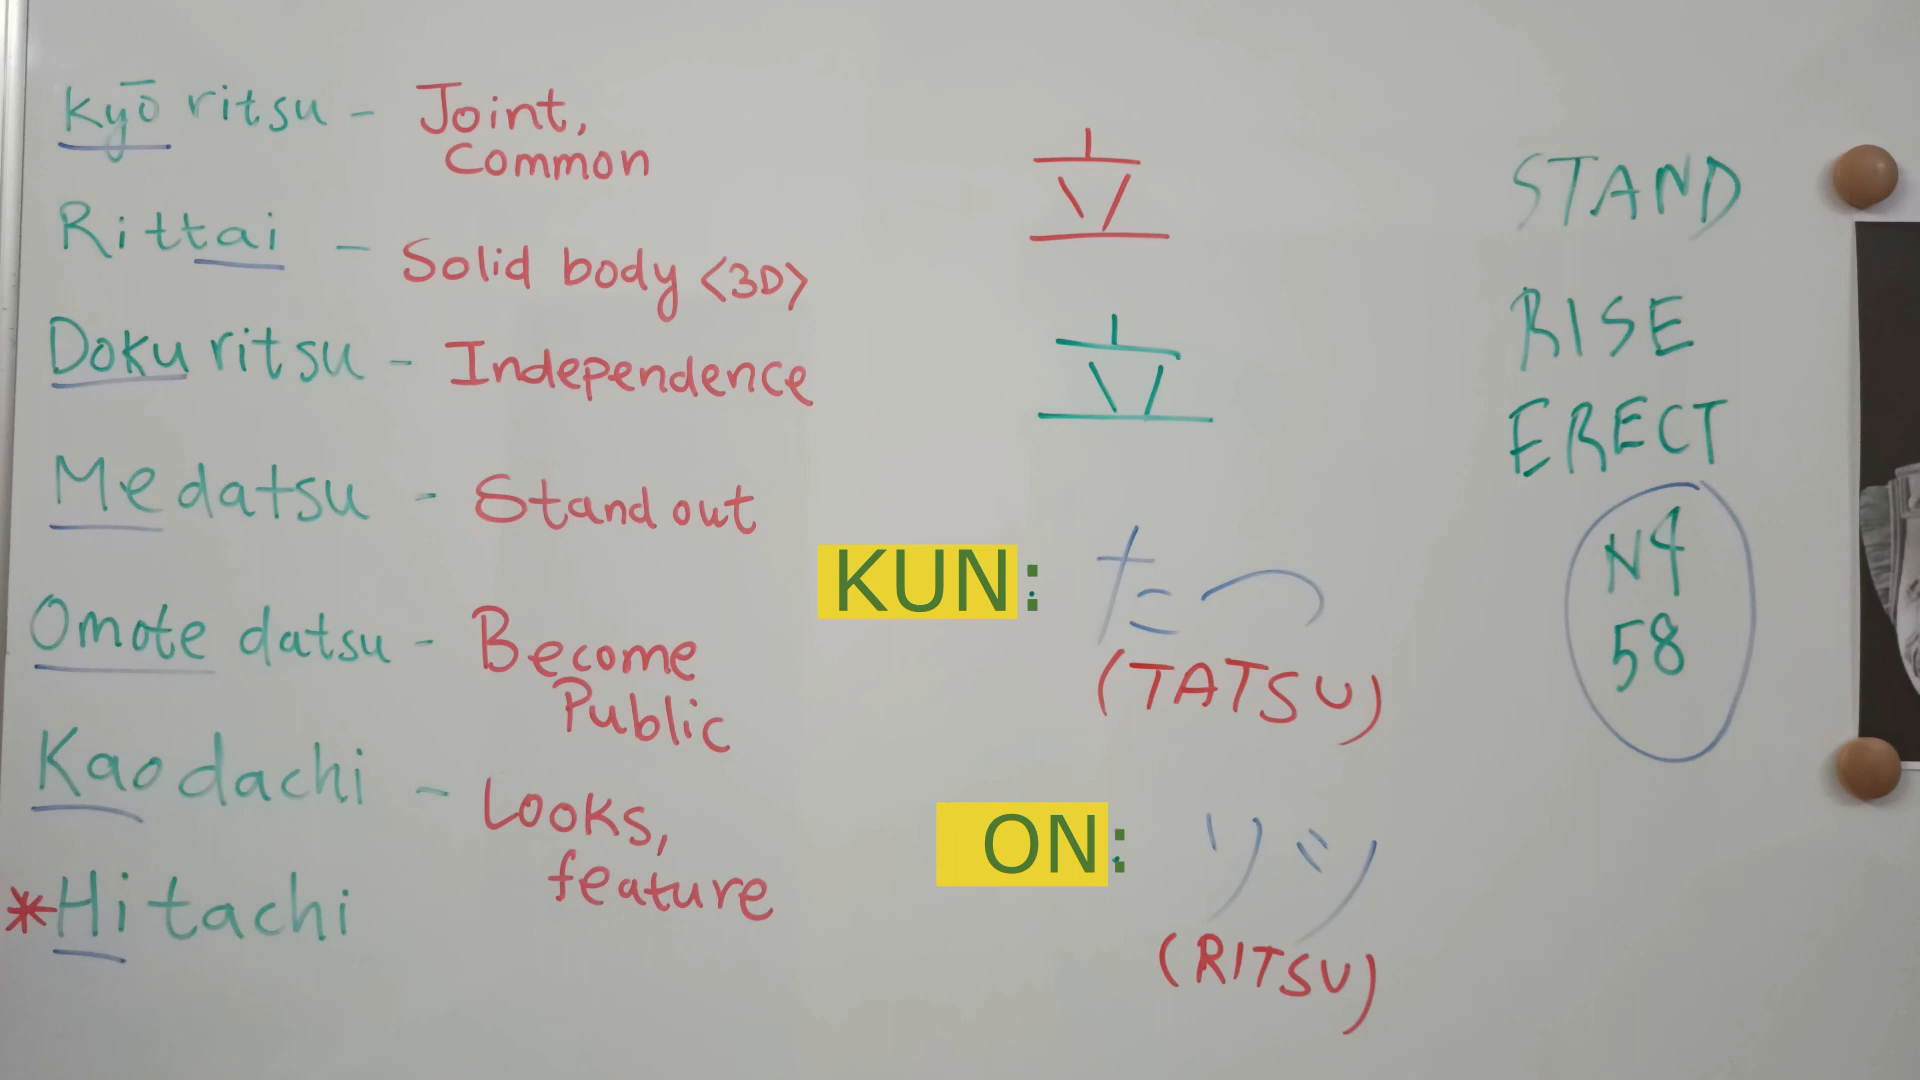 Kyōritsu - Joint,
Common
Rittai - Solid body <3D>
Dokuritsu - Independence
Medatsu - Stand out
Omote datsu - Become
Public
Kaodachi - Looks,
feature
*Hitachi
立
立
KUN: たつ
(TATSU)
ON: リツ
(RITSU)
STAND
RISE
ERECT
N4
58